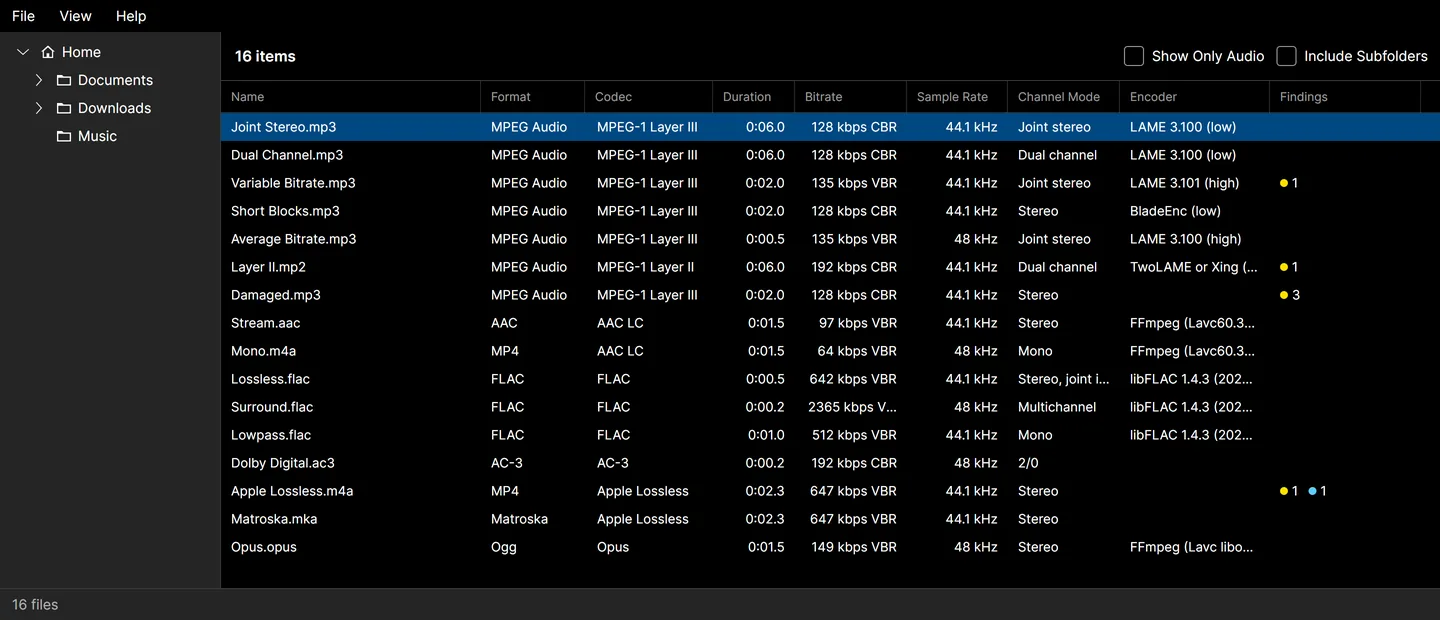 File View Help
Home
Documents
Downloads
Music
16 items Show Only Audio Include Subfolders
Name Format Codec Duration Bitrate Sample Rate Channel Mode Encoder Findings
Joint Stereo.mp3 MPEG Audio MPEG-1 Layer III 0:06.0 128 kbps CBR 44.1 kHz Joint stereo LAME 3.100 (low)
Dual Channel.mp3 MPEG Audio MPEG-1 Layer III 0:06.0 128 kbps CBR 44.1 kHz Dual channel LAME 3.100 (low)
Variable Bitrate.mp3 MPEG Audio MPEG-1 Layer III 0:02.0 135 kbps VBR 44.1 kHz Joint stereo LAME 3.101 (high) 1
Short Blocks.mp3 MPEG Audio MPEG-1 Layer III 0:02.0 128 kbps CBR 44.1 kHz Stereo BladeEnc (low)
Average Bitrate.mp3 MPEG Audio MPEG-1 Layer III 0:00.5 135 kbps VBR 48 kHz Joint stereo LAME 3.100 (high)
Layer II.mp2 MPEG Audio MPEG-1 Layer II 0:06.0 192 kbps CBR 44.1 kHz Dual channel TwoLAME or Xing (... 1
Damaged.mp3 MPEG Audio MPEG-1 Layer III 0:02.0 128 kbps CBR 44.1 kHz Stereo 3
Stream.aac AAC AAC LC 0:01.5 97 kbps VBR 44.1 kHz Stereo FFmpeg (Lavc60.3...
Mono.m4a MP4 AAC LC 0:01.5 64 kbps VBR 48 kHz Mono FFmpeg (Lavc60.3...
Lossless.flac FLAC FLAC 0:00.5 642 kbps VBR 44.1 kHz Stereo, joint i... libFLAC 1.4.3 (202...
Surround.flac FLAC FLAC 0:00.2 2365 kbps V... 48 kHz Multichannel libFLAC 1.4.3 (202...
Lowpass.flac FLAC FLAC 0:01.0 512 kbps VBR 44.1 kHz Mono libFLAC 1.4.3 (202...
Dolby Digital.ac3 AC-3 AC-3 0:00.2 192 kbps CBR 48 kHz 2/0
Apple Lossless.m4a MP4 Apple Lossless 0:02.3 647 kbps VBR 44.1 kHz Stereo 1 1
Matroska.mka Matroska Apple Lossless 0:02.3 647 kbps VBR 44.1 kHz Stereo
Opus.opus Ogg Opus 0:01.5 149 kbps VBR 48 kHz Stereo FFmpeg (Lavc libo...
16 files